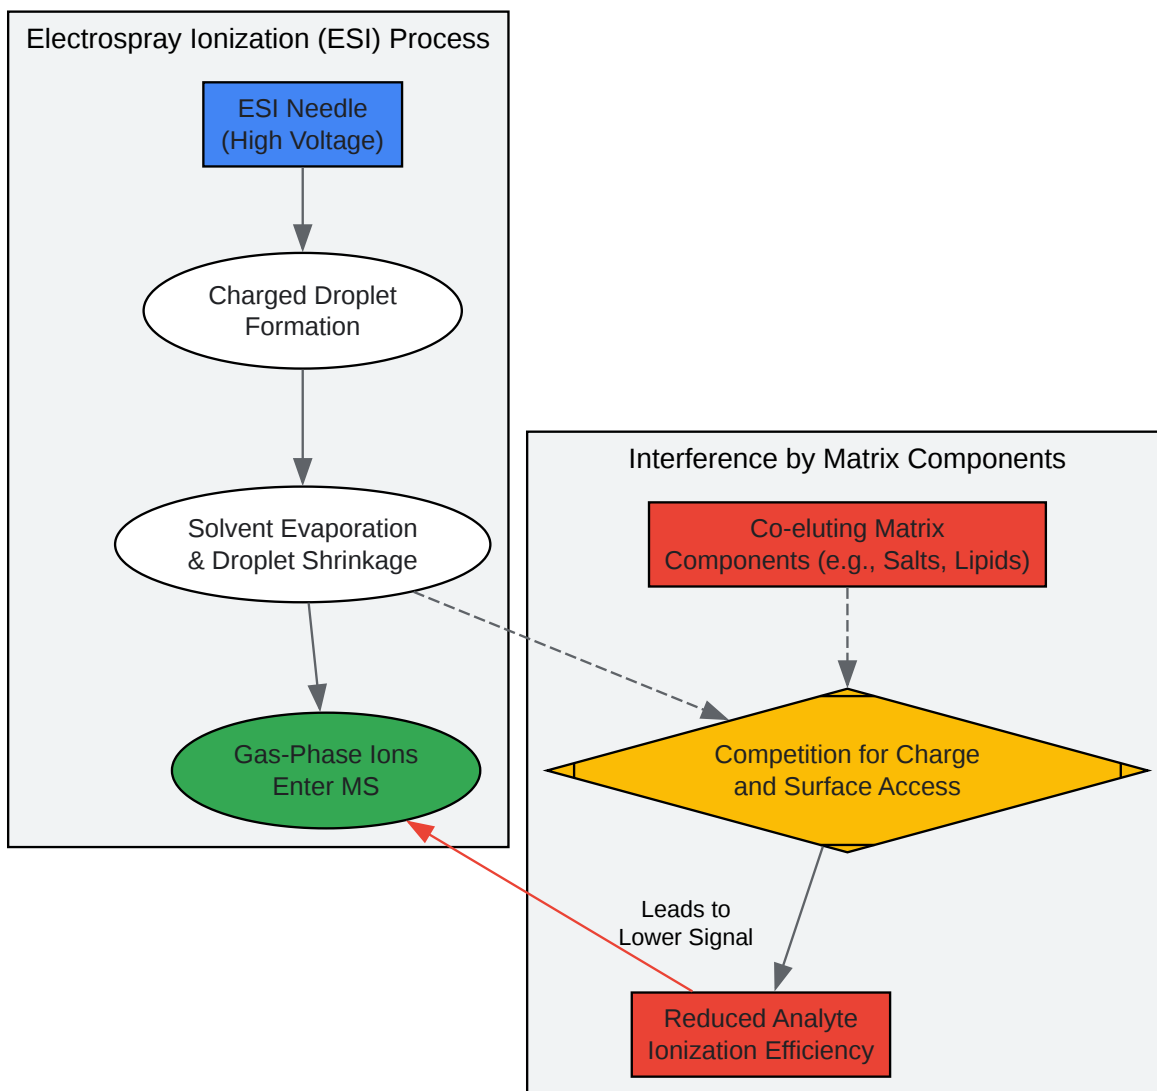 Electrospray Ionization (ESI) Process
ESI Needle
(High Voltage)
Charged Droplet
Formation
Solvent Evaporation
& Droplet Shrinkage
Gas-Phase Ions
Enter MS
Interference by Matrix Components
Co-eluting Matrix
Components (e.g., Salts, Lipids)
Competition for Charge
and Surface Access
Leads to
Lower Signal
Reduced Analyte
Ionization Efficiency